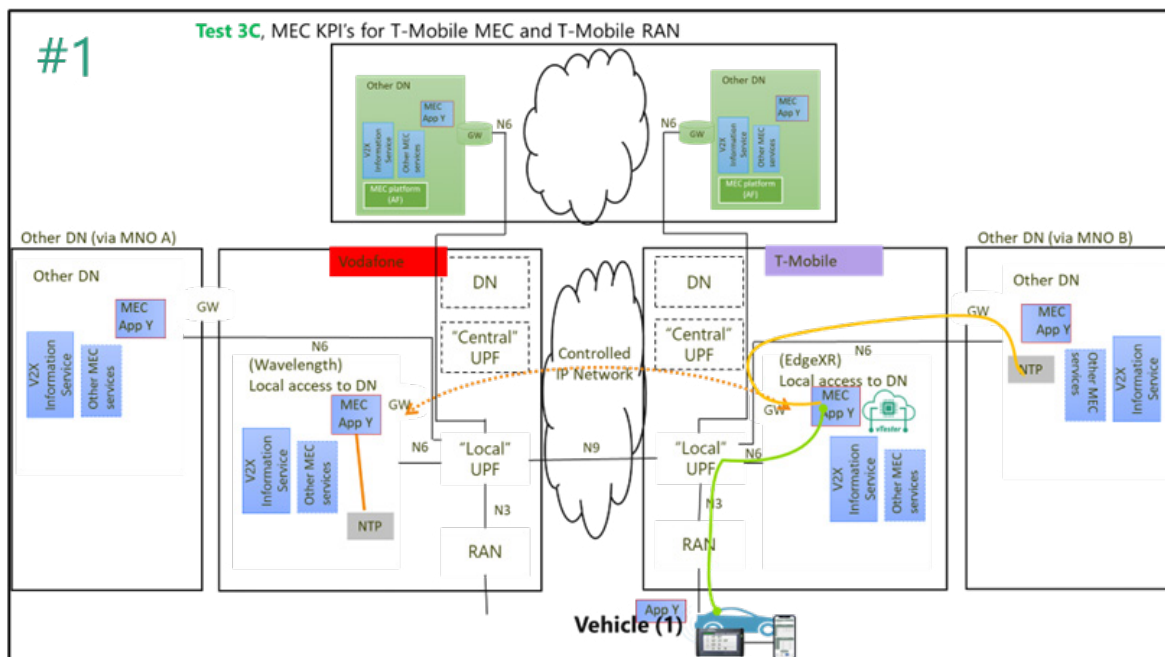 #1
Test 3C, MEC KPI's for T-Mobile MEC and T-Mobile RAN
Other DN
MEC
App Y
GW
N6
V2X
Information
Service
Other MEC
services
MEC platform
(AF)
Other DN
MEC
App Y
N6
GW
V2X
Information
Service
Other MEC
services
MEC platform
(AF)
Other DN (via MNO A)
Other DN
MEC
App Y
GW
N6
V2X
Information
Service
Other MEC
services
Vodafone
DN
"Central"
UPF
(Wavelength)
Local access to DN
MEC
App Y
GW
N6
V2X
Information
Service
Other MEC
services
NTP
"Local"
UPF
N3
RAN
Controlled
IP Network
N9
T-Mobile
DN
"Central"
UPF
(EdgeXR)
Local access to DN
MEC
App Y
vTester
GW
N6
V2X
Information
Service
Other MEC
services
"Local"
UPF
N3
RAN
Other DN (via MNO B)
Other DN
GW
MEC
App Y
N6
NTP
Other MEC
services
V2X
Information
Service
App Y
Vehicle (1)